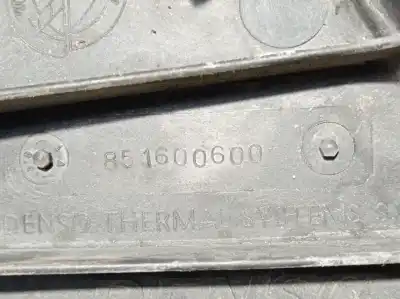 851600600
DENSO THERMAL SYSTEMS S